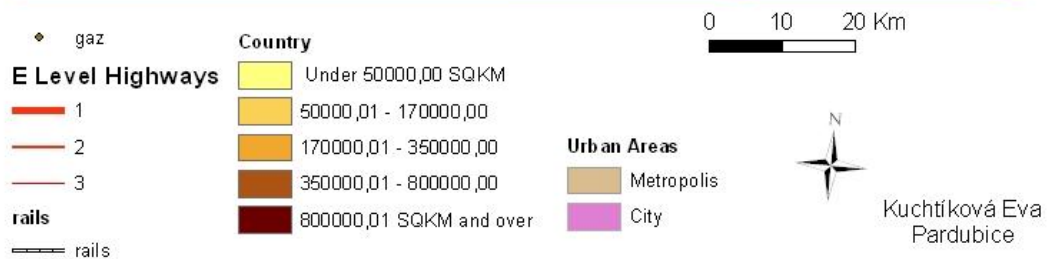 gaz
E Level Highways
1
2
3
rails
rails
Country
Under 50000,00 SQKM
50000,01 - 170000,00
170000,01 - 350000,00
350000,01 - 800000,00
800000,01 SQKM and over
Urban Areas
Metropolis
City
0 10 20 Km
N
Kuchtíková Eva
Pardubice